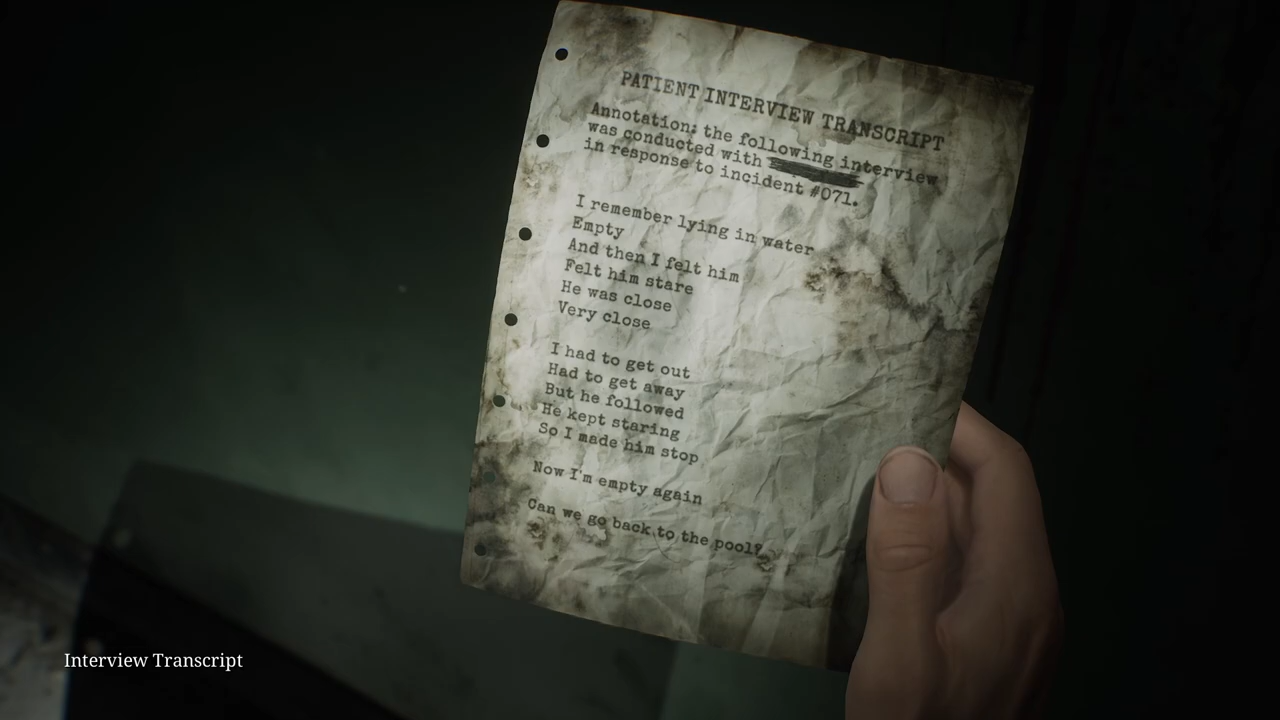 PATIENT INTERVIEW TRANSCRIPT
Annotation: the following interview
was conducted with
in response to incident #071.
I remember lying in water
Empty
And then I felt him
Felt him stare
He was close
Very close
I had to get out
Had to get away
But he followed
He kept staring
So I made him stop
Now I'm empty again
Can we go back to the pool?
Interview Transcript